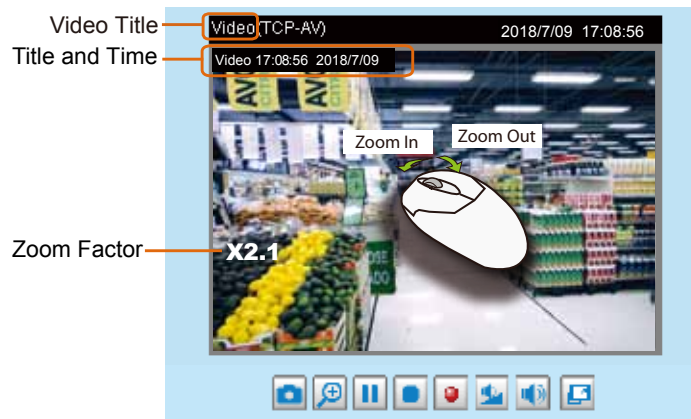 Video Title
Video(TCP-AV) 2018/7/09 17:08:56
Title and Time
Video 17:08:56 2018/7/09
Zoom In Zoom Out
Zoom Factor
X2.1